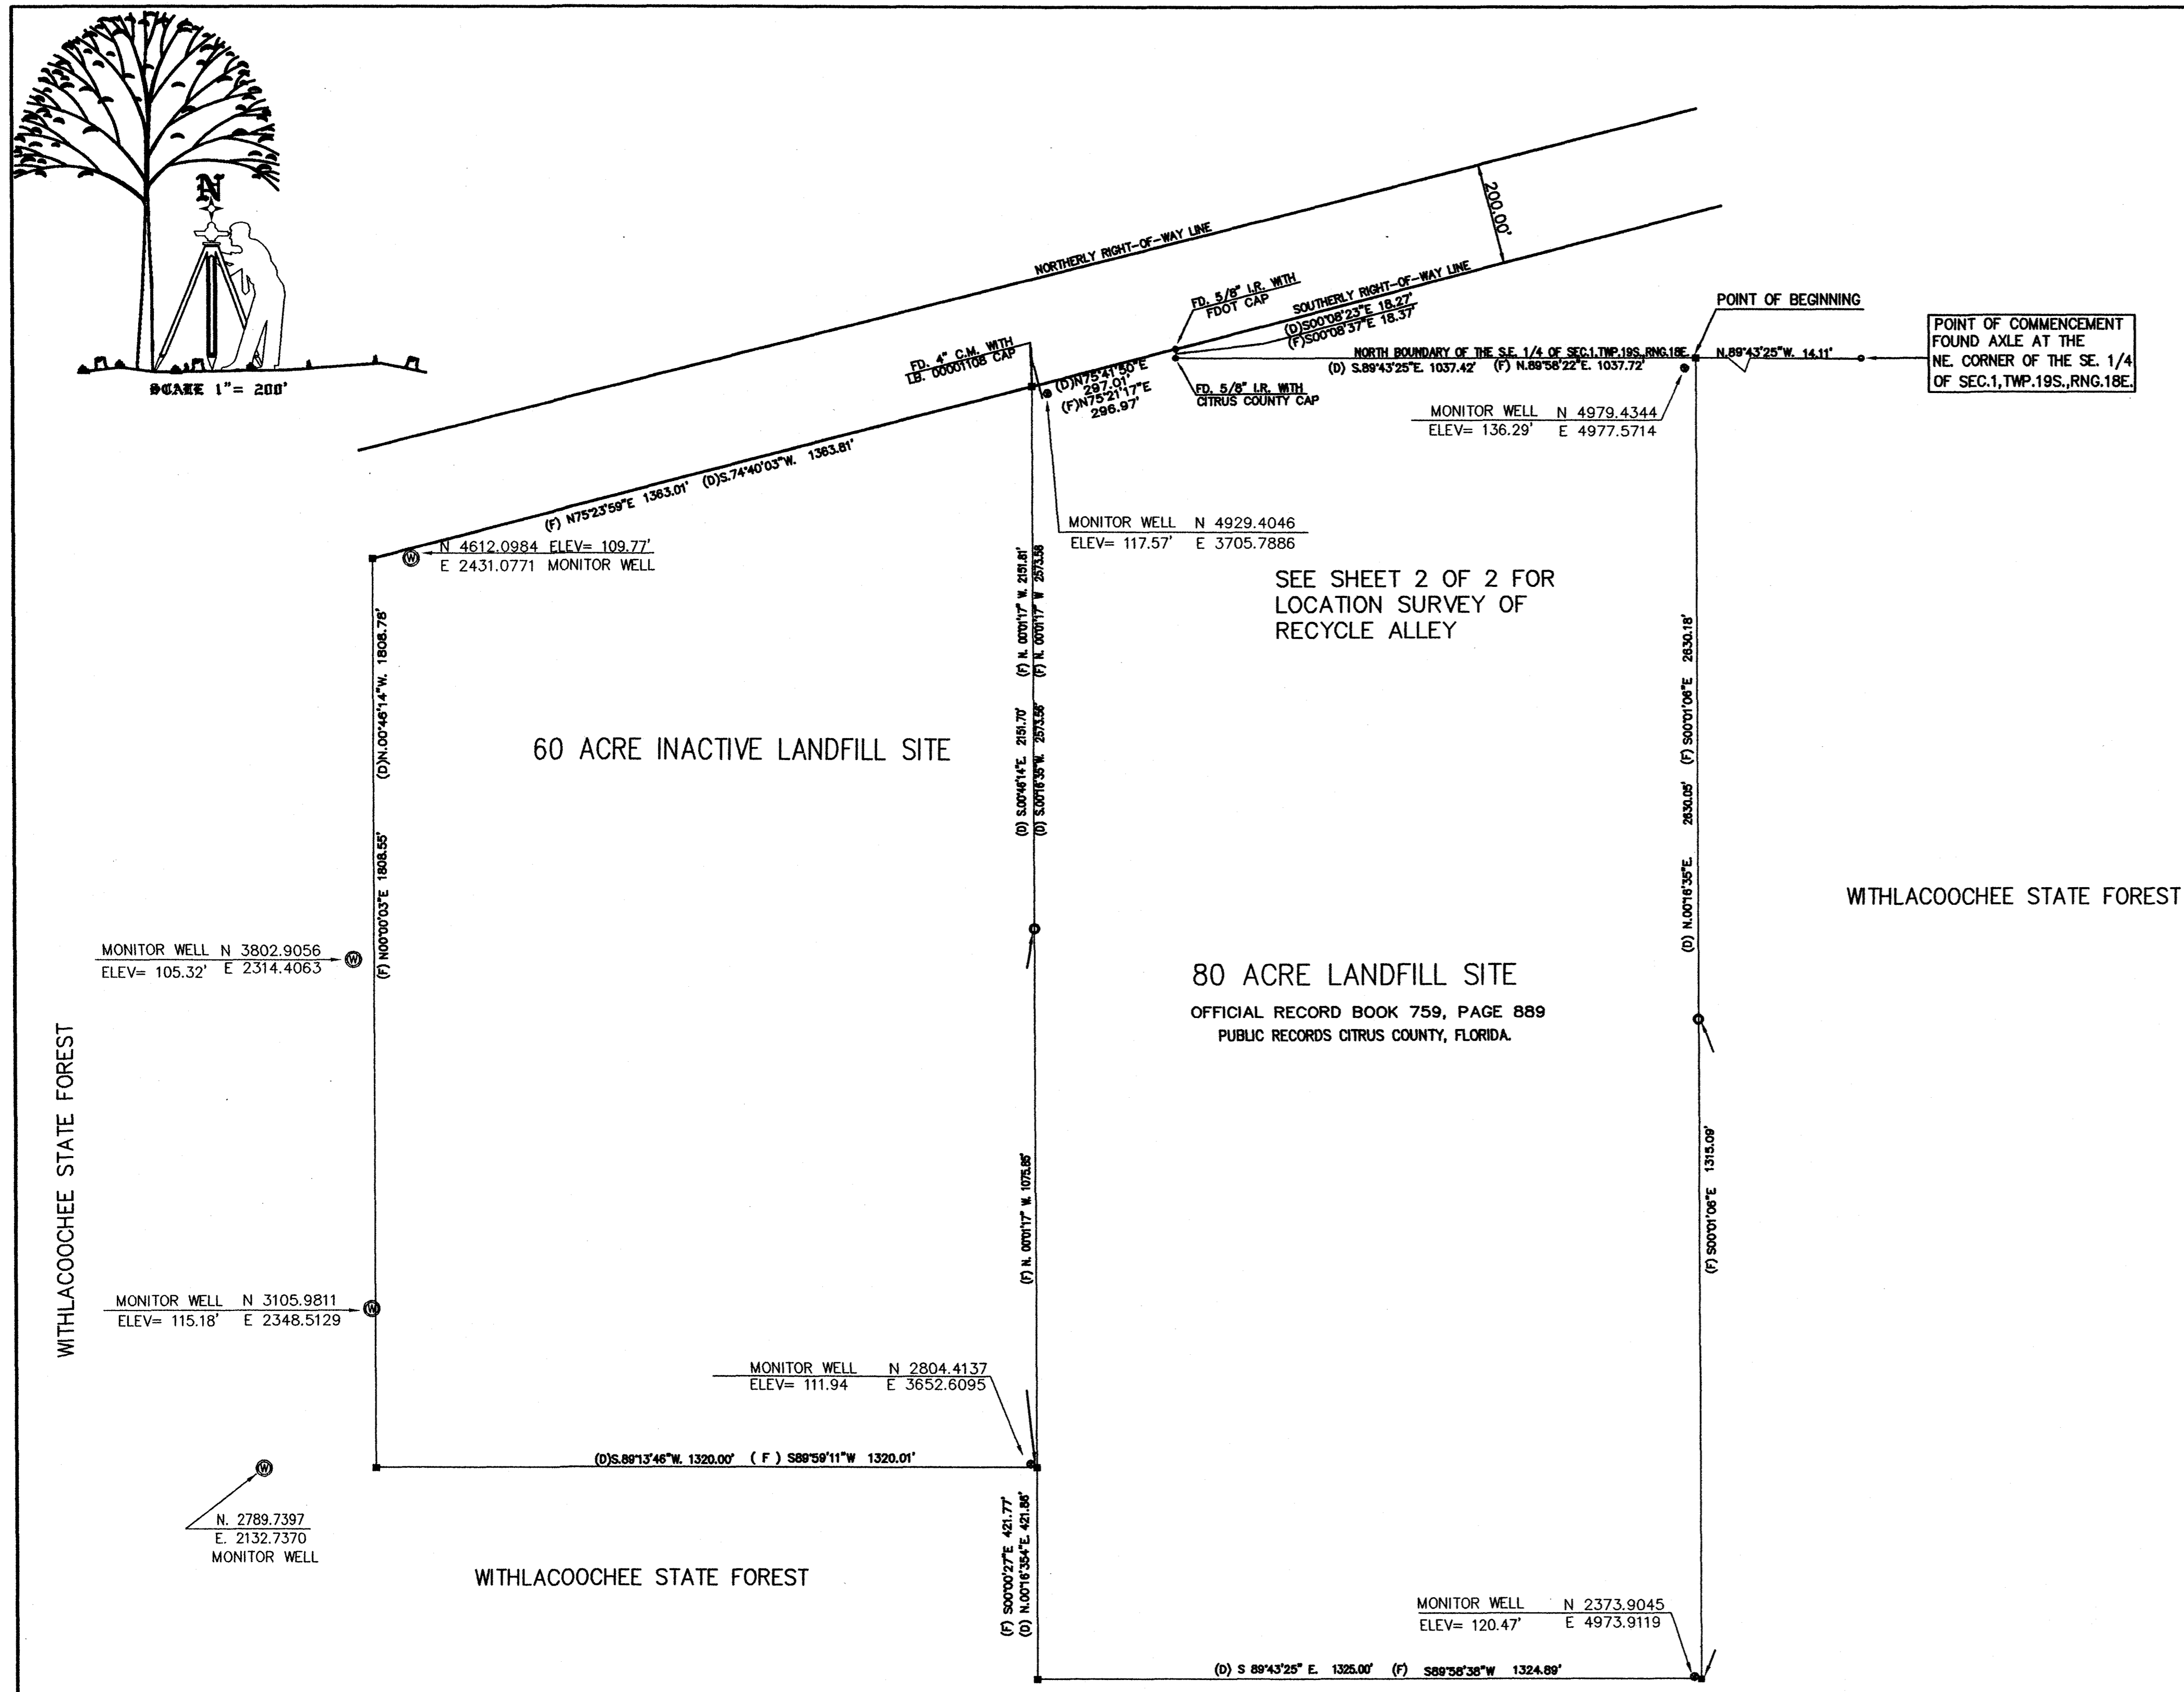 N
SCALE 1"= 200'
NORTHERLY RIGHT-OF-WAY LINE
200.00'
FD. 5/8" I.R. WITH
FDOT CAP
SOUTHERLY RIGHT-OF-WAY LINE
(D)S00°08'23"E 18.27'
(F)S00°08'37"E 18.37'
POINT OF BEGINNING
POINT OF COMMENCEMENT
FOUND AXLE AT THE
NE. CORNER OF THE SE. 1/4
OF SEC.1,TWP.19S.,RNG.18E.
FD. 4" C.M. WITH
LB. 00001108 CAP
NORTH BOUNDARY OF THE S.E. 1/4 OF SEC.1,TWP.19S.,RNG.18E.
N.89°43'25"W. 14.11'
(D) S.89°43'25"E. 1037.42' (F) N.89°58'22"E. 1037.72'
(D)N75°41'50"E
297.01'
(F)N75°21'17"E
296.97'
FD. 5/8" I.R. WITH
CITRUS COUNTY CAP
MONITOR WELL N 4979.4344
ELEV= 136.29' E 4977.5714
(F) N75°23'59"E 1363.01' (D)S.74°40'03"W. 1363.81'
MONITOR WELL N 4929.4046
ELEV= 117.57' E 3705.7886
N 4612.0984 ELEV= 109.77'
E 2431.0771 MONITOR WELL
W
SEE SHEET 2 OF 2 FOR
LOCATION SURVEY OF
RECYCLE ALLEY
(D)N.00°46'14"W. 1808.78'
(F) N00°00'03"E 1808.55'
(D) S.00°46'14"E. 2151.70' (F) N. 00°01'17" W. 2151.81'
(D) S.00°16'35"W. 2573.56' (F) N. 00°01'17" W 2573.58
(D) N.00°16'35"E. 2630.05' (F) S00°01'06"E 2630.18'
60 ACRE INACTIVE LANDFILL SITE
WITHLACOOCHEE STATE FOREST
MONITOR WELL N 3802.9056
ELEV= 105.32' E 2314.4063
W
80 ACRE LANDFILL SITE
OFFICIAL RECORD BOOK 759, PAGE 889
PUBLIC RECORDS CITRUS COUNTY, FLORIDA.
WITHLACOOCHEE STATE FOREST
(F) N. 00°01'17" W. 1075.85'
(F) S00°01'06"E 1315.09'
MONITOR WELL N 3105.9811
ELEV= 115.18' E 2348.5129
W
MONITOR WELL N 2804.4137
ELEV= 111.94 E 3652.6095
(D)S.89°13'46"W. 1320.00' ( F ) S89°59'11"W 1320.01'
W
N. 2789.7397
E. 2132.7370
MONITOR WELL
(F) S00°00'27"E 421.77'
(D) N.00°16'354"E. 421.86'
WITHLACOOCHEE STATE FOREST
MONITOR WELL N 2373.9045
ELEV= 120.47' E 4973.9119
(D) S 89°43'25" E. 1325.00' (F) S89°58'38"W 1324.89'